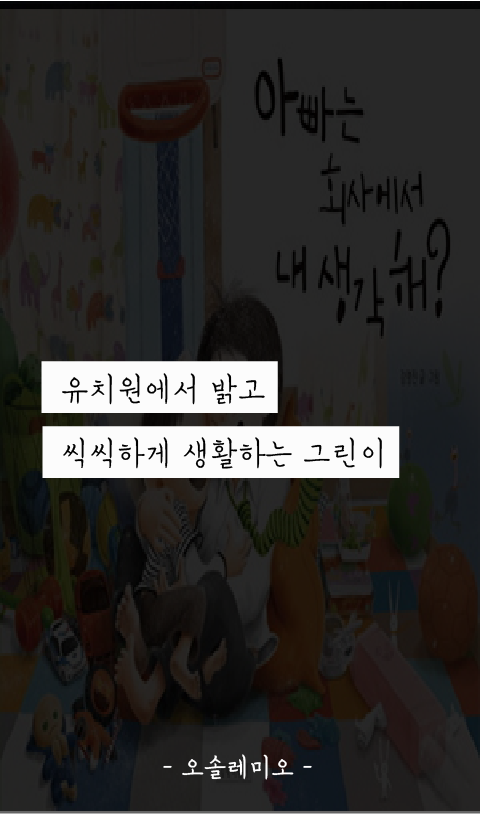 아빠는
회사에서
내 생각 해?
유치원에서 밝고
씩씩하게 생활하는 그린이
- 오솔레미오 -